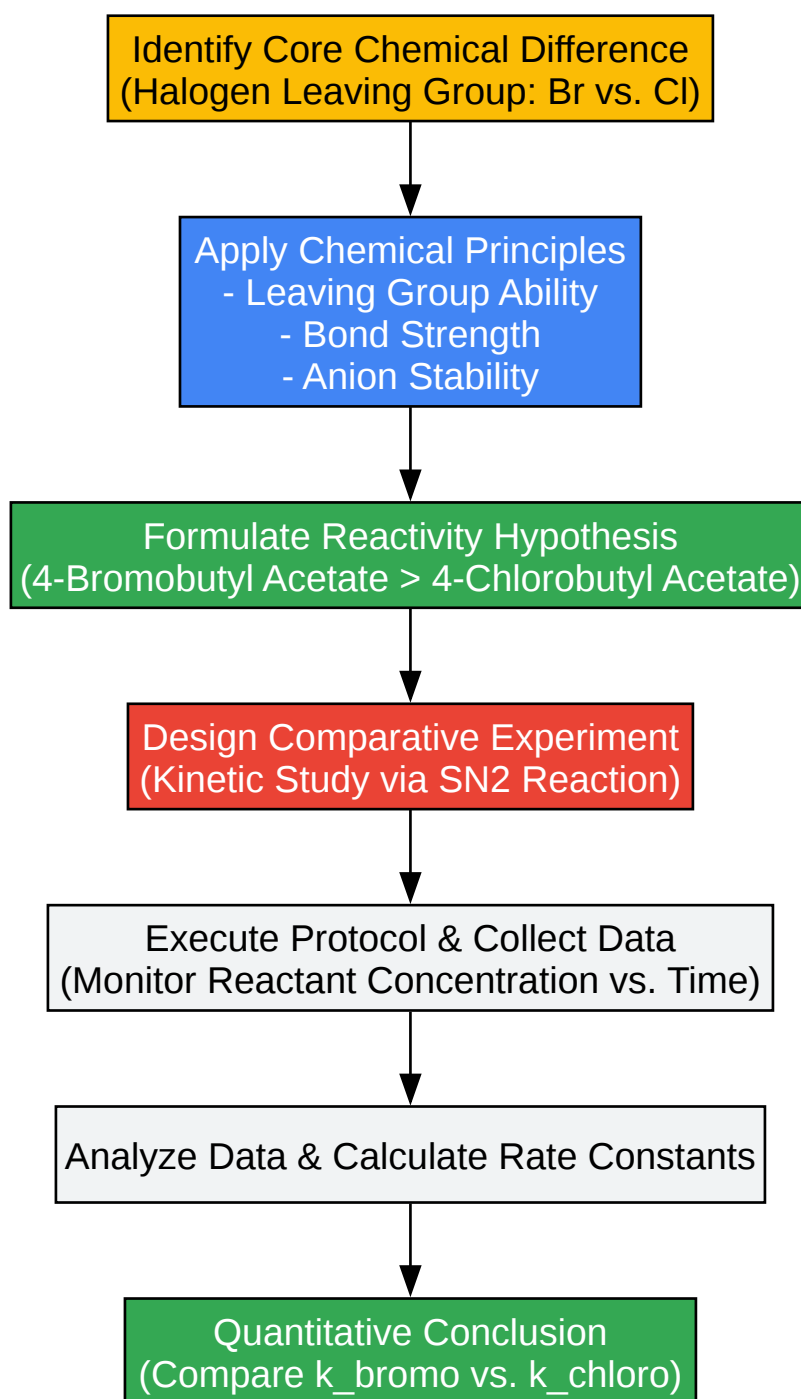 Identify Core Chemical Difference
(Halogen Leaving Group: Br vs. Cl)
Apply Chemical Principles
- Leaving Group Ability
- Bond Strength
- Anion Stability
Formulate Reactivity Hypothesis
(4-Bromobutyl Acetate > 4-Chlorobutyl Acetate)
Design Comparative Experiment
(Kinetic Study via SN2 Reaction)
Execute Protocol & Collect Data
(Monitor Reactant Concentration vs. Time)
Analyze Data & Calculate Rate Constants
Quantitative Conclusion
(Compare k_bromo vs. k_chloro)